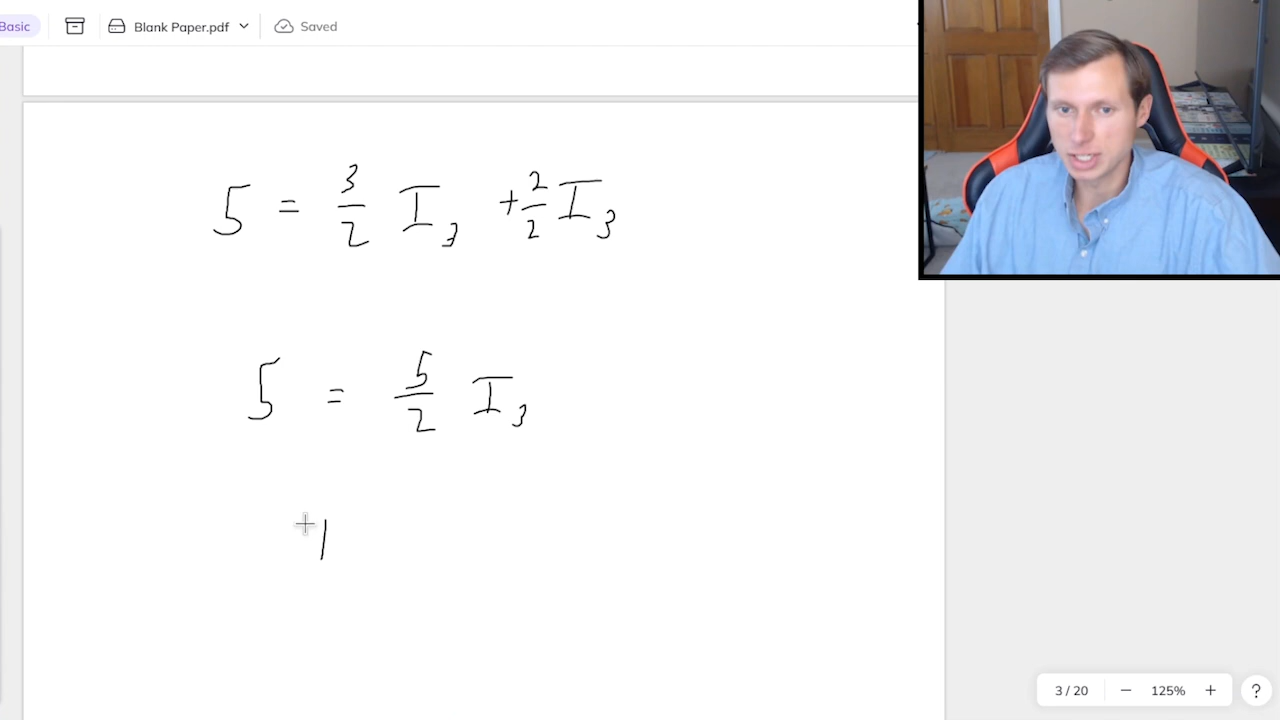 Basic
Blank Paper.pdf
Saved
5 = 3/2 I₃ + 2/2 I₃
5 = 5/2 I₃
3 / 20
− 125% +
?